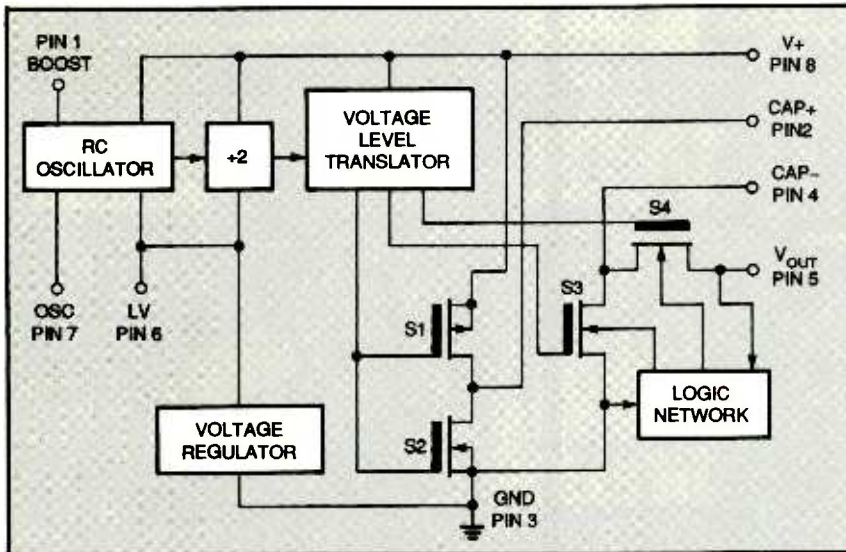 PIN 1
BOOST
RC
OSCILLATOR
÷2
VOLTAGE
LEVEL
TRANSLATOR
V+
PIN 8
CAP+
PIN2
CAP−
PIN 4
S4
VOUT
PIN 5
S3
OSC
PIN 7
LV
PIN 6
S1
S2
VOLTAGE
REGULATOR
LOGIC
NETWORK
GND
PIN 3